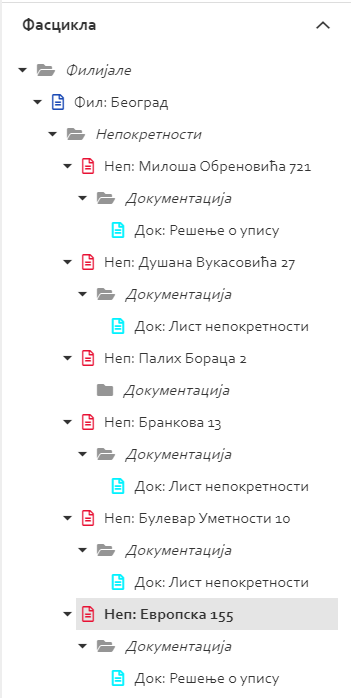 Фасцикла
Филијале
Фил: Београд
Непокретности
Неп: Милоша Обреновића 721
Документација
Док: Решење о упису
Неп: Душана Вукасовића 27
Документација
Док: Лист непокретности
Неп: Палих Бораца 2
Документација
Неп: Бранкова 13
Документација
Док: Лист непокретности
Неп: Булевар Уметности 10
Документација
Док: Лист непокретности
Неп: Европска 155
Документација
Док: Решење о упису